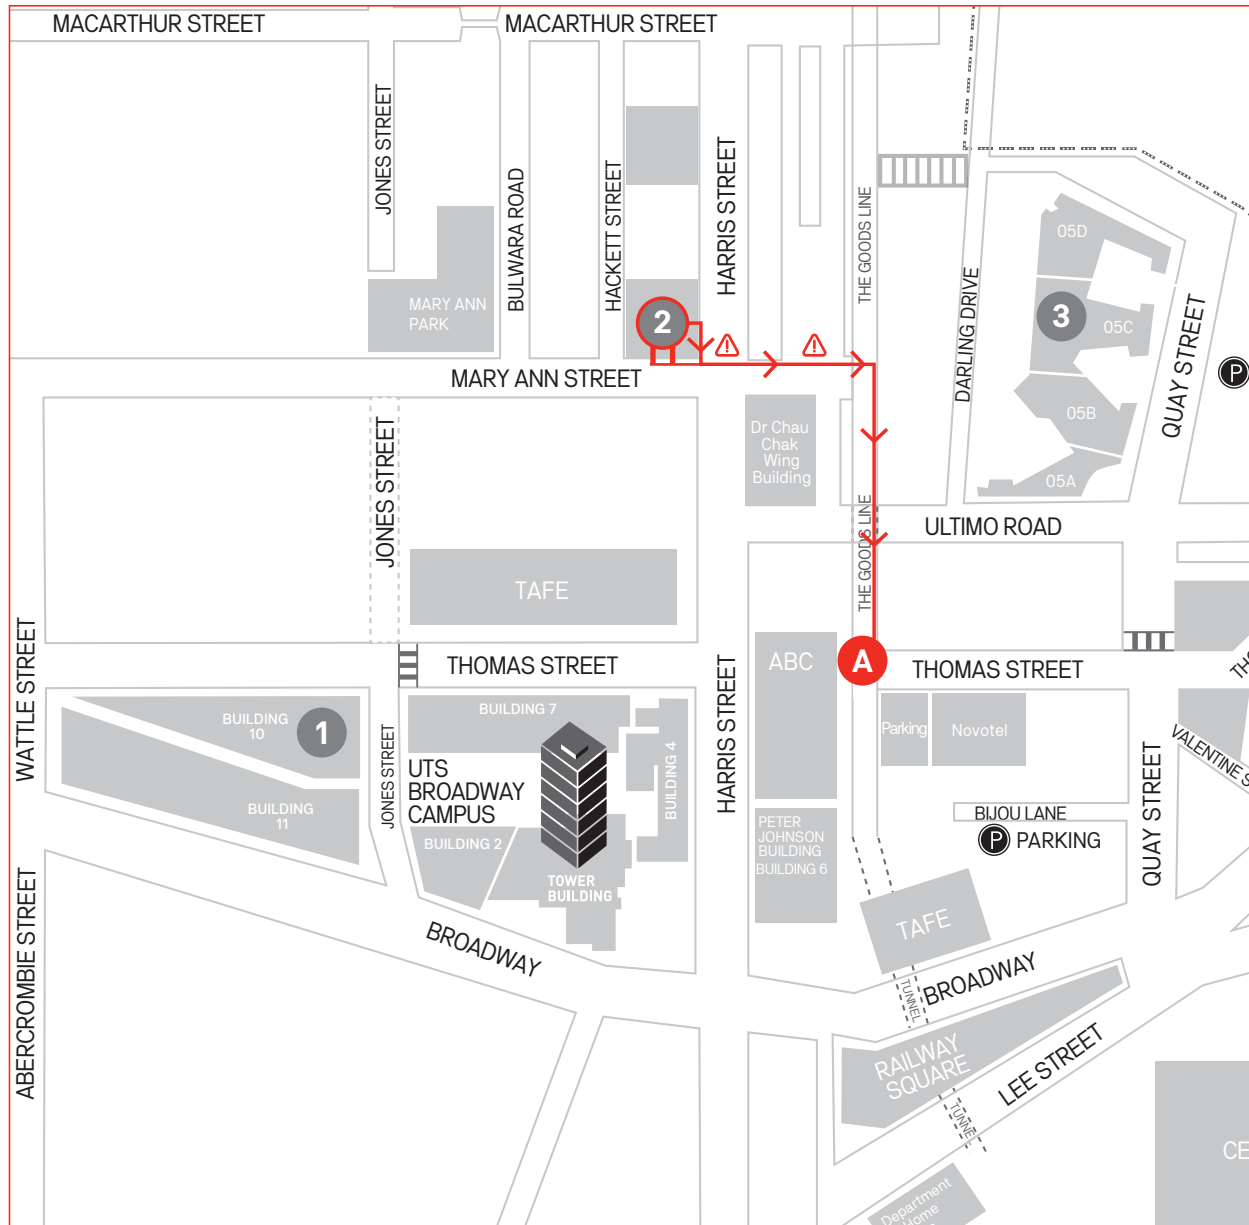 MACARTHUR STREET
MACARTHUR STREET
JONES STREET
BULWARA ROAD
HACKETT STREET
HARRIS STREET
THE GOODS LINE
DARLING DRIVE
QUAY STREET
05D
3
05C
05B
05A
P
MARY ANN
PARK
2
MARY ANN STREET
Dr Chau
Chak
Wing
Building
JONES STREET
THE GOODS LINE
ULTIMO ROAD
TAFE
WATTLE STREET
THOMAS STREET
HARRIS STREET
ABC
A
THOMAS STREET
BUILDING
10
1
BUILDING
11
JONES STREET
BUILDING 7
BUILDING 4
UTS
BROADWAY
CAMPUS
BUILDING 2
TOWER
BUILDING
Parking
Novotel
QUAY STREET
VALENTINE S
BIJOU LANE
P PARKING
PETER
JOHNSON
BUILDING
BUILDING 6
TAFE
ABERCROMBIE STREET
BROADWAY
BROADWAY
TUNNEL
RAILWAY
SQUARE
LEE STREET
TUNNEL
Department
Home
CE